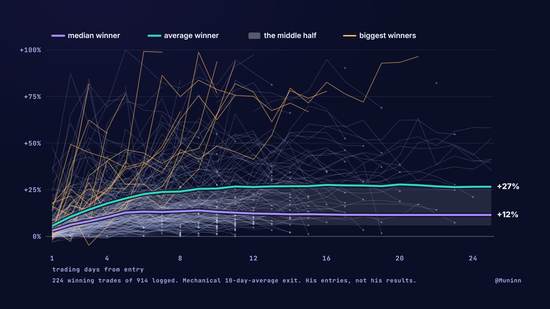 median winner average winner the middle half biggest winners
+100%
+75%
+50%
+25%
+27%
+12%
0%
1 4 8 12 16 20 24
trading days from entry
224 winning trades of 914 logged. Mechanical 10-day-average exit. His entries, not his results. @Muninn